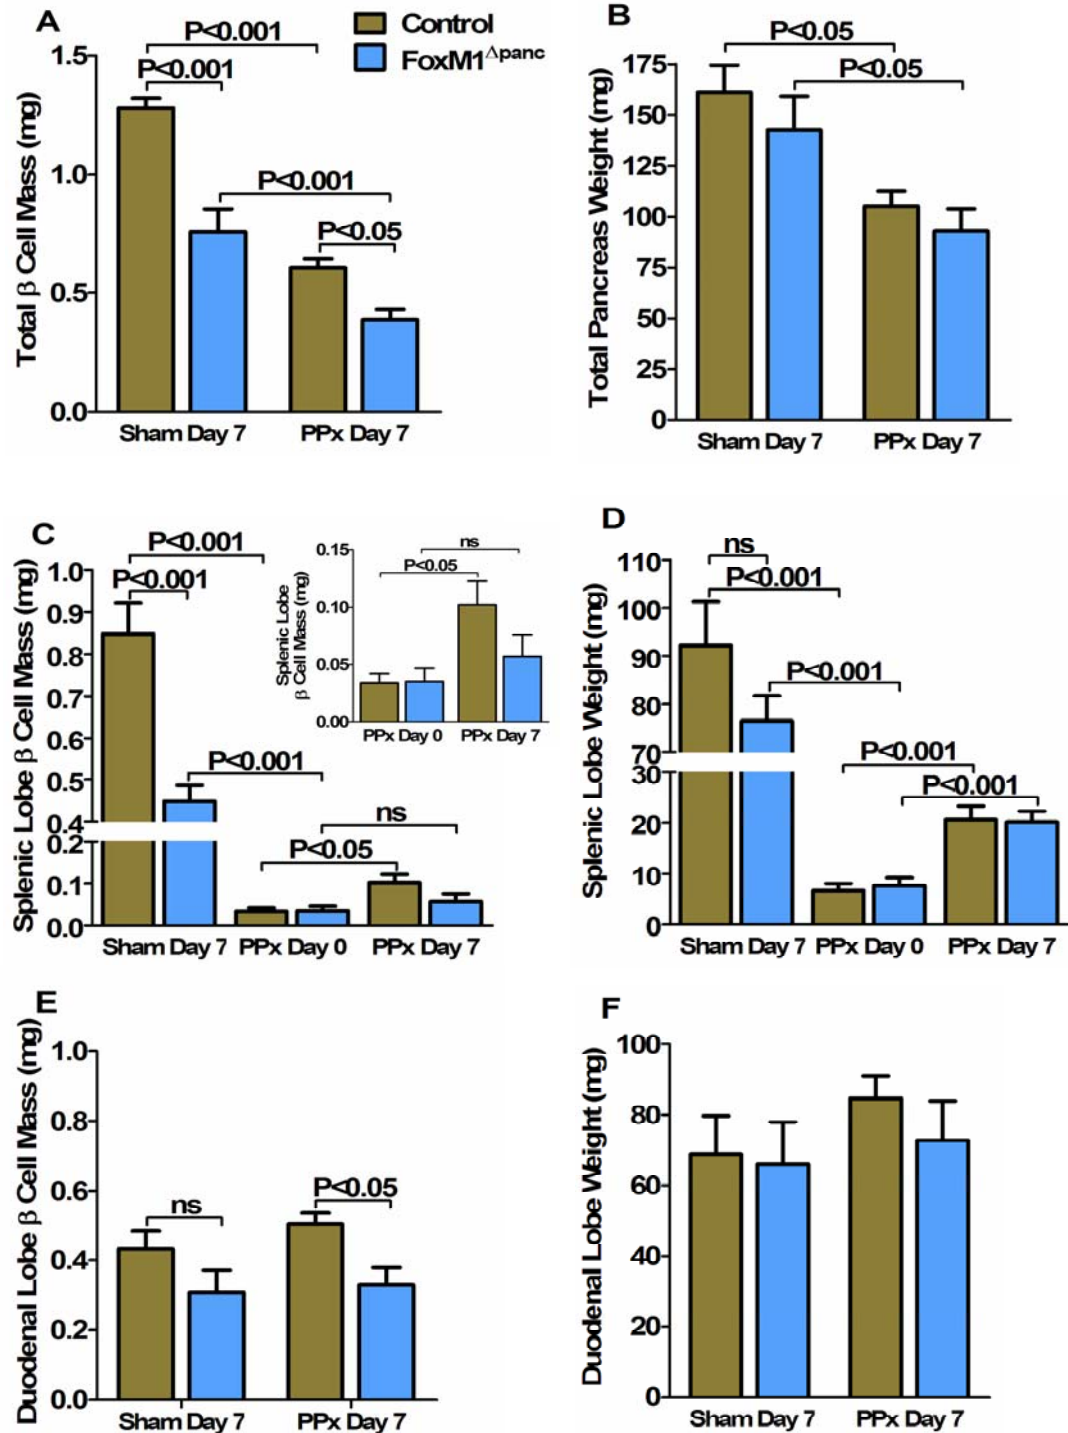 A
Control
FoxM1Δpanc
P<0.001
P<0.001
P<0.001
P<0.05
Total β Cell Mass (mg)
1.5
1.0
0.5
0.0
Sham Day 7 PPx Day 7
B
P<0.05
P<0.05
Total Pancreas Weight (mg)
175
150
125
100
75
50
25
0
Sham Day 7 PPx Day 7
C
P<0.001
P<0.001
P<0.001
ns
P<0.05
Splenic Lobe β Cell Mass (mg)
1.0
0.9
0.8
0.7
0.6
0.5
0.4
0.2
0.1
0.0
Sham Day 7 PPx Day 0 PPx Day 7
ns
P<0.05
Splenic Lobe
β Cell Mass (mg)
0.15
0.10
0.05
0.00
PPx Day 0 PPx Day 7
D
ns
P<0.001
P<0.001
P<0.001
P<0.001
Splenic Lobe Weight (mg)
110
100
90
80
70
30
20
10
0
Sham Day 7 PPx Day 0 PPx Day 7
E
ns
P<0.05
Duodenal Lobe β Cell Mass (mg)
1.0
0.8
0.6
0.4
0.2
0.0
Sham Day 7 PPx Day 7
F
Duodenal Lobe Weight (mg)
100
80
60
40
20
0
Sham Day 7 PPx Day 7